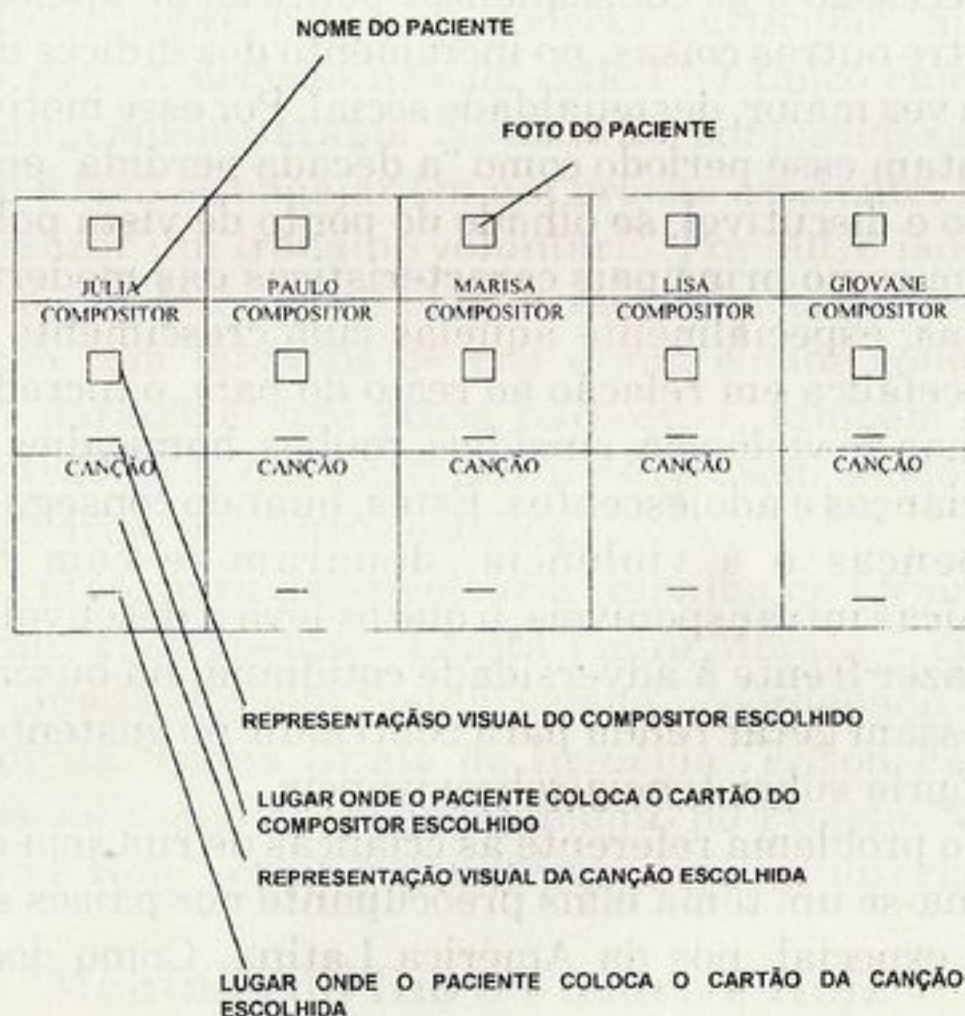 NOME DO PACIENTE
FOTO DO PACIENTE
JÚLIA PAULO MARISA LISA GIOVANE
COMPOSITOR COMPOSITOR COMPOSITOR COMPOSITOR COMPOSITOR
CANÇÃO CANÇÃO CANÇÃO CANÇÃO CANÇÃO
REPRESENTAÇÃSO VISUAL DO COMPOSITOR ESCOLHIDO
LUGAR ONDE O PACIENTE COLOCA O CARTÃO DO
COMPOSITOR ESCOLHIDO
REPRESENTAÇÃO VISUAL DA CANÇÃO ESCOLHIDA
LUGAR ONDE O PACIENTE COLOCA O CARTÃO DA CANÇÃO
ESCOLHIDA